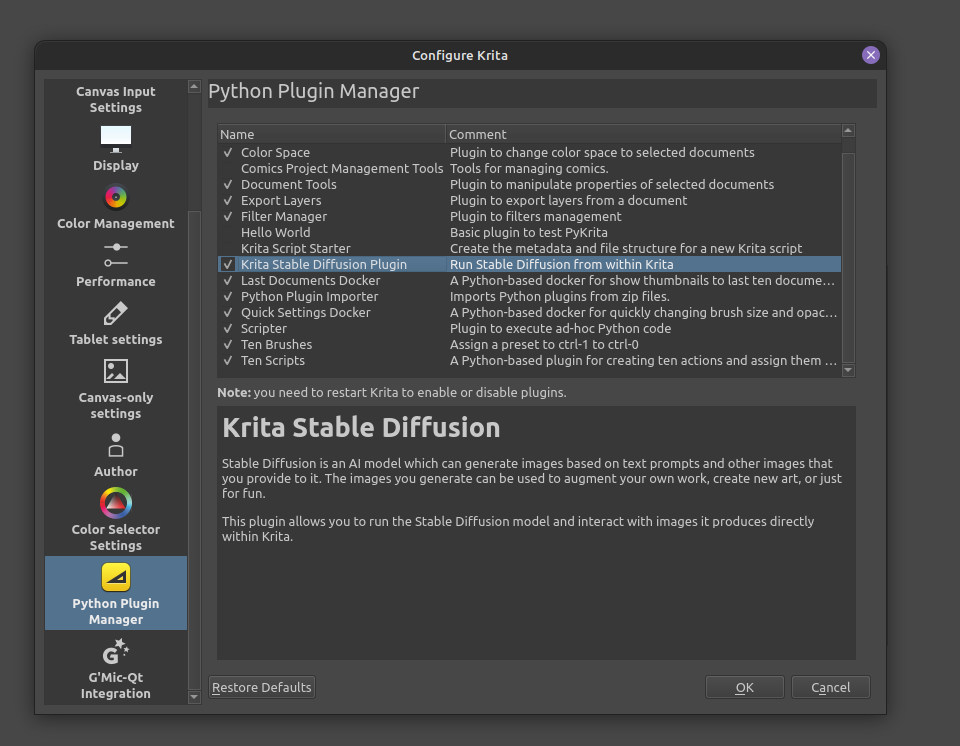 Configure Krita
Canvas Input
Settings
Display
Color Management
Performance
Tablet settings
Canvas-only
settings
Author
Color Selector
Settings
Python Plugin
Manager
G'Mic-Qt
Integration
Python Plugin Manager
Name Comment
Color Space Plugin to change color space to selected documents
Comics Project Management Tools Tools for managing comics.
Document Tools Plugin to manipulate properties of selected documents
Export Layers Plugin to export layers from a document
Filter Manager Plugin to filters management
Hello World Basic plugin to test PyKrita
Krita Script Starter Create the metadata and file structure for a new Krita script
Krita Stable Diffusion Plugin Run Stable Diffusion from within Krita
Last Documents Docker A Python-based docker for show thumbnails to last ten docume...
Python Plugin Importer Imports Python plugins from zip files.
Quick Settings Docker A Python-based docker for quickly changing brush size and opac...
Scripter Plugin to execute ad-hoc Python code
Ten Brushes Assign a preset to ctrl-1 to ctrl-0
Ten Scripts A Python-based plugin for creating ten actions and assign them ...
Note: you need to restart Krita to enable or disable plugins.
Krita Stable Diffusion
Stable Diffusion is an AI model which can generate images based on text prompts and other images that
you provide to it. The images you generate can be used to augment your own work, create new art, or just
for fun.
This plugin allows you to run the Stable Diffusion model and interact with images it produces directly
within Krita.
Restore Defaults
OK
Cancel